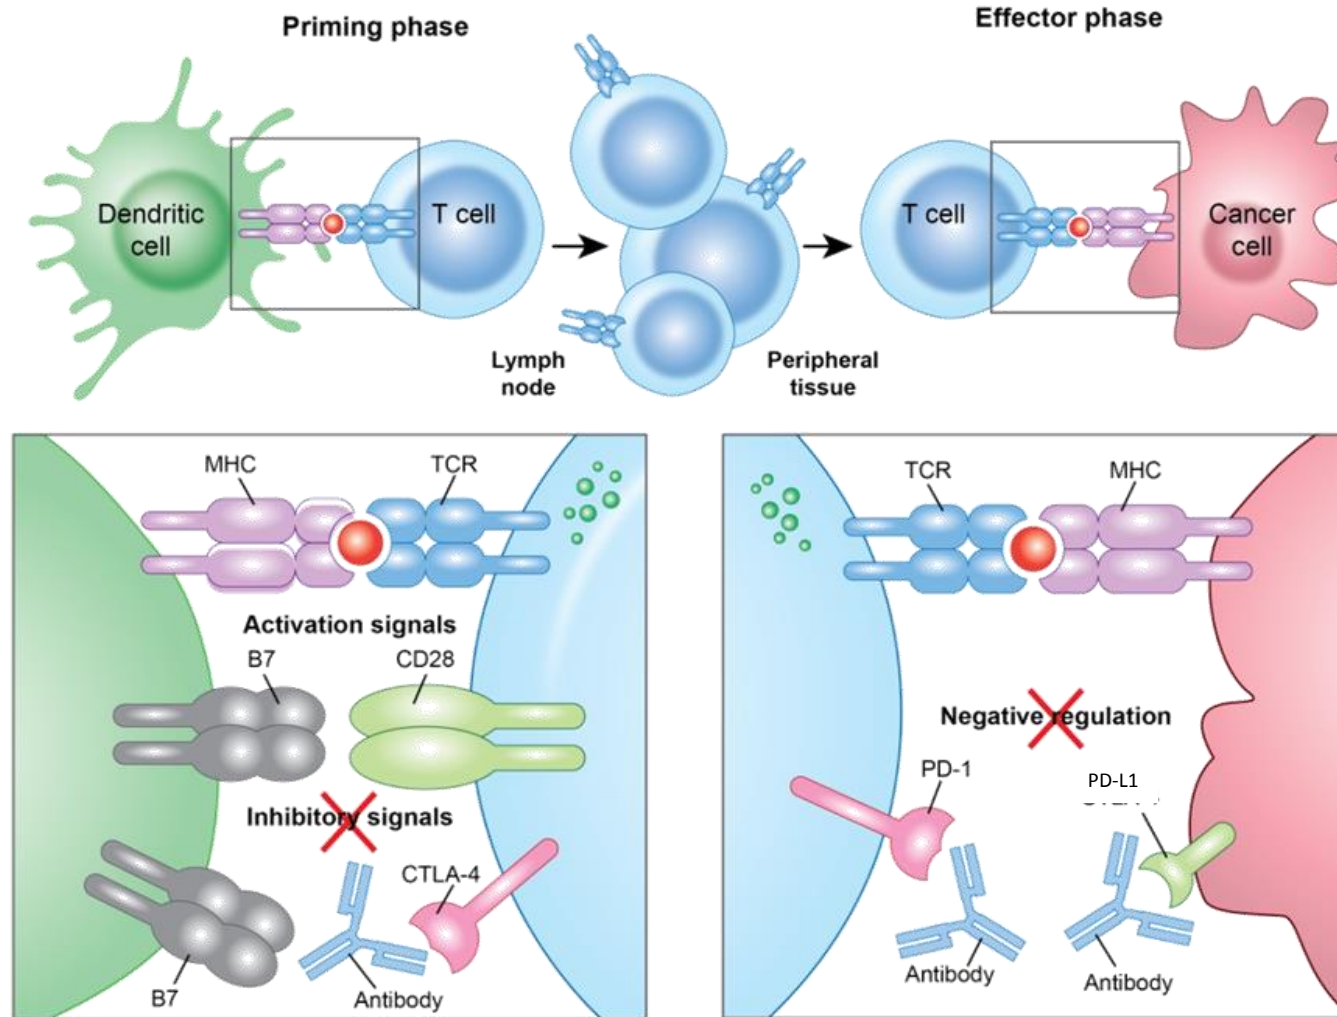 Priming phase
Effector phase
Dendritic
cell
T cell
T cell
Cancer
cell
Lymph
node
Peripheral
tissue
MHC
TCR
Activation signals
B7
CD28
Inhibitory signals
CTLA-4
B7
Antibody
TCR
MHC
Negative regulation
PD-1
PD-L1
Antibody
Antibody